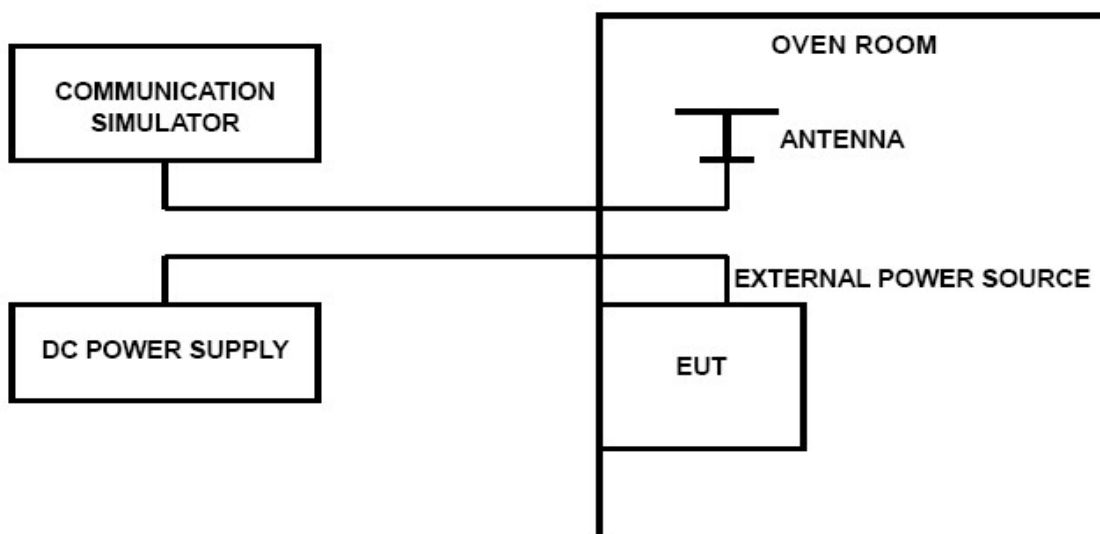 OVEN ROOM
COMMUNICATION
SIMULATOR
ANTENNA
EXTERNAL POWER SOURCE
DC POWER SUPPLY
EUT